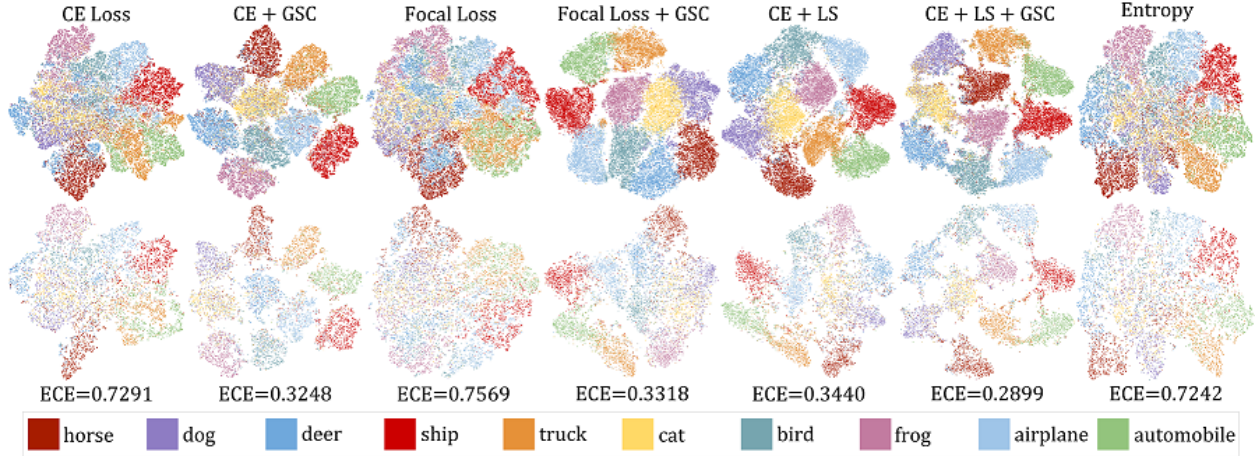 CE Loss CE + GSC Focal Loss Focal Loss + GSC CE + LS CE + LS + GSC Entropy
ECE=0.7291 ECE=0.3248 ECE=0.7569 ECE=0.3318 ECE=0.3440 ECE=0.2899 ECE=0.7242
horse dog deer ship truck cat bird frog airplane automobile